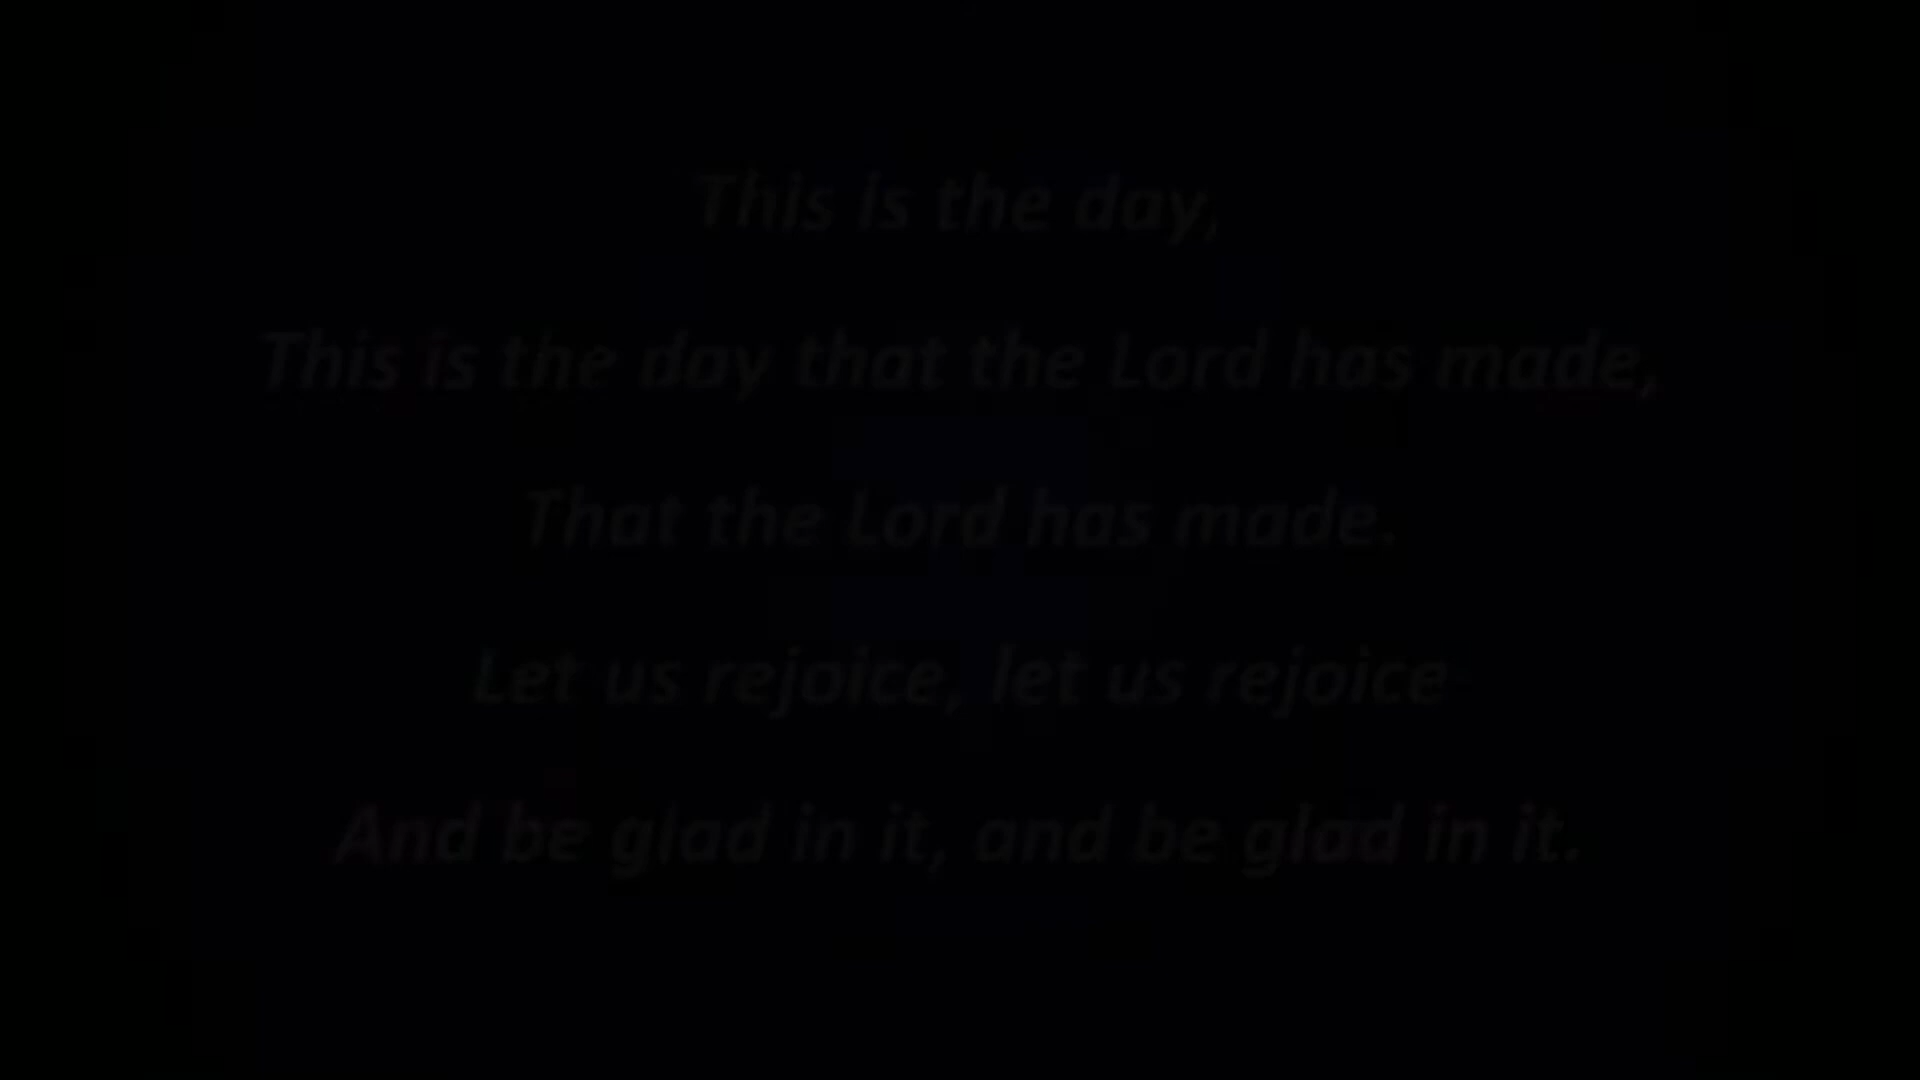 This is the day,
This is the day that the Lord has made,
That the Lord has made.
Let us rejoice, let us rejoice
And be glad in it, and be glad in it.